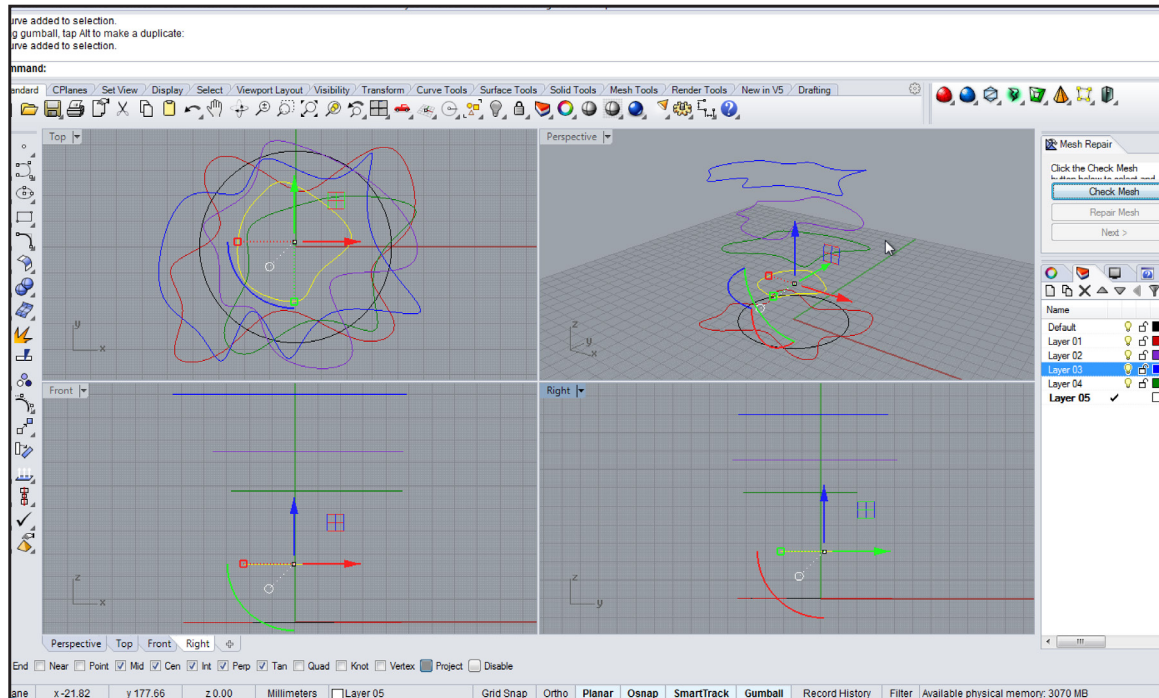 urve added to selection.
g gumball, tap Alt to make a duplicate:
urve added to selection.
mmand:
andard CPlanes Set View Display Select Viewport Layout Visibility Transform Curve Tools Surface Tools Solid Tools Mesh Tools Render Tools New in V5 Drafting
Top
Perspective
Mesh Repair
Click the Check Mesh
Check Mesh
Repair Mesh
Next >
y
x
z
y
x
Name
Default
Layer 01
Layer 02
Layer 03
Layer 04
Layer 05
Front
Right
z
x
z
y
Perspective Top Front Right
End Near Point Mid Cen Int Perp Tan Quad Knot Vertex Project Disable
ane x -21.82 y 177.66 z 0.00 Millimeters Layer 05 Grid Snap Ortho Planar Osnap SmartTrack Gumball Record History Filter Available physical memory: 3070 MB